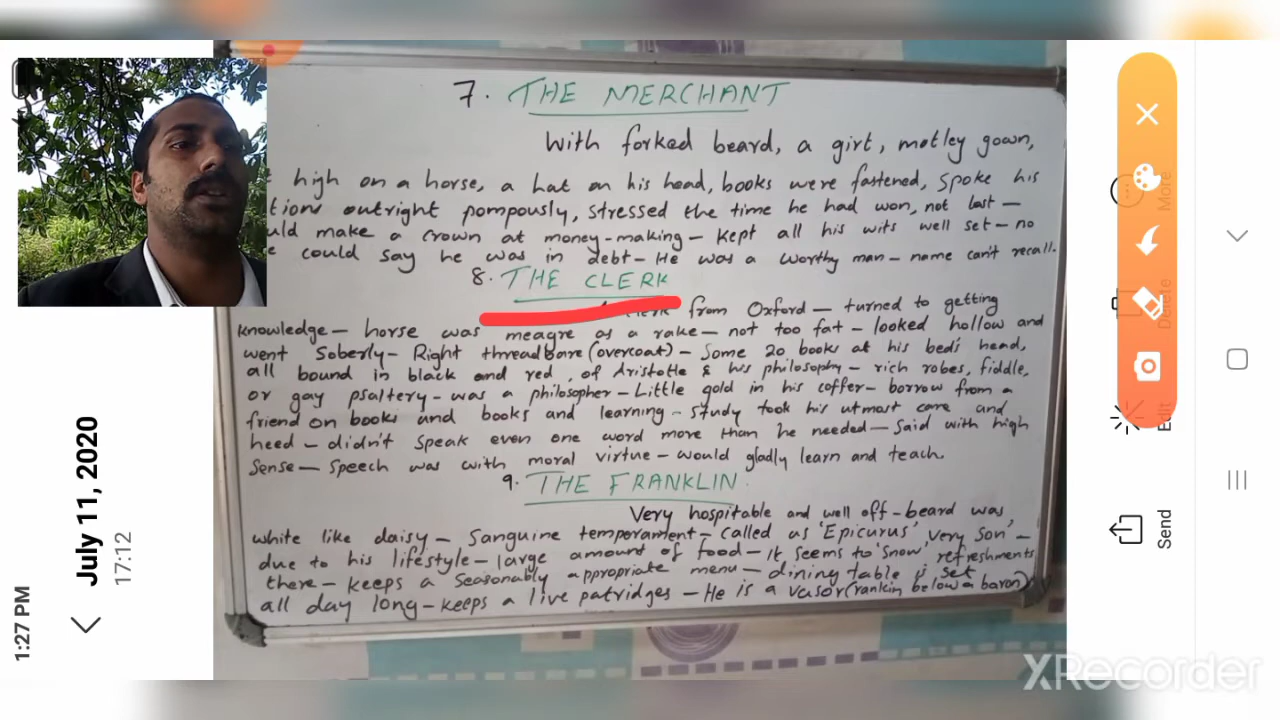 7. THE MERCHANT
With forked beard, a girt, motley gown,
high on a horse, a hat on his head, books were fastened, spoke his
tions outright pompously, stressed the time he had won, not lost—
uld make a crown at money-making— kept all his wits well set— no
e could say he was in debt— He was a worthy man— name can't recall.
8. THE CLERK
from Oxford— turned to getting
knowledge— horse was meagre as a rake— not too fat— looked hollow and
went soberly— Right threadbare (overcoat)— Some 20 books at his bed's head,
all bound in black and red, of Aristotle & his philosophy— rich robes, fiddle,
or gay psaltery— was a philosopher— Little gold in his coffer— borrow from a
friend on books and books and learning— study took his utmost care and
heed— didn't speak even one word more than he needed— Said with high
sense— speech was with moral virtue— would gladly learn and teach.
9. THE FRANKLIN.
Very hospitable and well off— beard was
white like daisy— Sanguine temperament— called as 'Epicurus' very son'—
due to his lifestyle— large amount of food— it seems to 'snow' refreshments
there— keeps a seasonably appropriate menu— dining table is set
all day long— keeps a live patridges— He is a vasor (rankin below a baron)
July 11, 2020
17:12
1:27 PM
More
Delete
Edit
Send
XRecorder